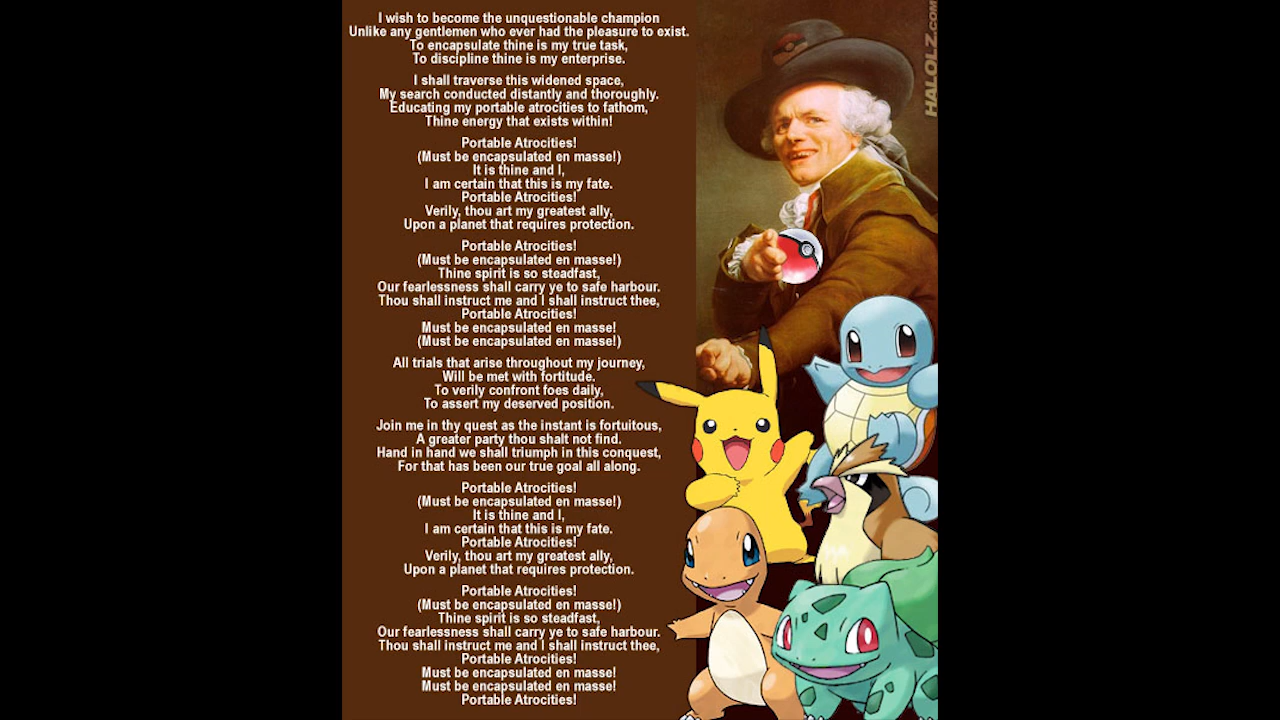 I wish to become the unquestionable champion
Unlike any gentlemen who ever had the pleasure to exist.
To encapsulate thine is my true task,
To discipline thine is my enterprise.
I shall traverse this widened space,
My search conducted distantly and thoroughly.
Educating my portable atrocities to fathom,
Thine energy that exists within!
Portable Atrocities!
(Must be encapsulated en masse!)
It is thine and I,
I am certain that this is my fate.
Portable Atrocities!
Verily, thou art my greatest ally,
Upon a planet that requires protection.
Portable Atrocities!
(Must be encapsulated en masse!)
Thine spirit is so steadfast,
Our fearlessness shall carry ye to safe harbour.
Thou shall instruct me and I shall instruct thee,
Portable Atrocities!
Must be encapsulated en masse!
(Must be encapsulated en masse!)
All trials that arise throughout my journey,
Will be met with fortitude.
To verily confront foes daily,
To assert my deserved position.
Join me in thy quest as the instant is fortuitous,
A greater party thou shalt not find.
Hand in hand we shall triumph in this conquest,
For that has been our true goal all along.
Portable Atrocities!
(Must be encapsulated en masse!)
It is thine and I,
I am certain that this is my fate.
Portable Atrocities!
Verily, thou art my greatest ally,
Upon a planet that requires protection.
Portable Atrocities!
(Must be encapsulated en masse!)
Thine spirit is so steadfast,
Our fearlessness shall carry ye to safe harbour.
Thou shall instruct me and I shall instruct thee,
Portable Atrocities!
Must be encapsulated en masse!
Must be encapsulated en masse!
Portable Atrocities!
HALOLZ.COM